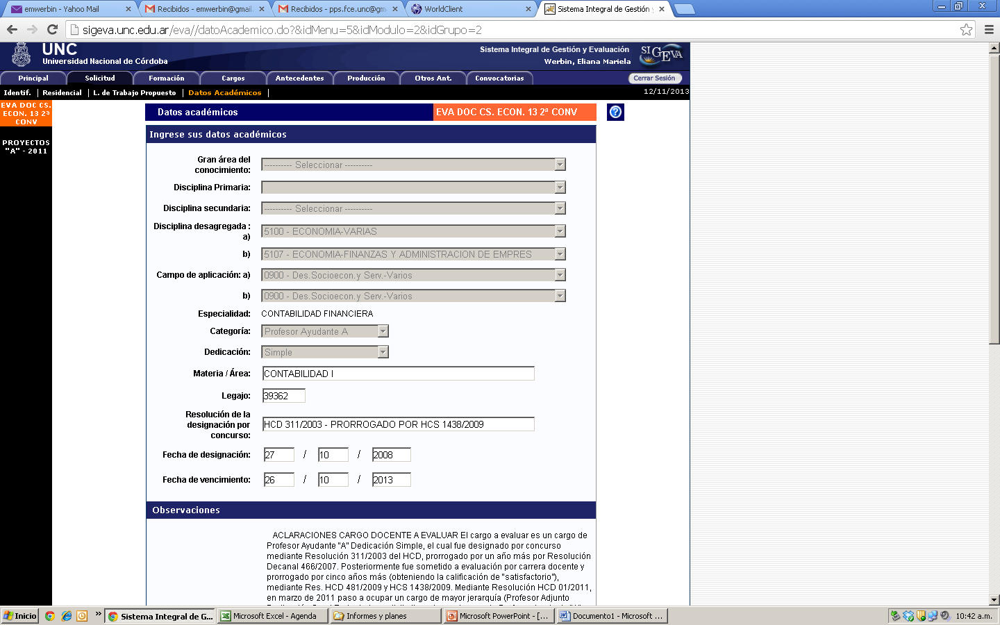 emwerbin - Yahoo Mail
Recibidos - emwerbin@gmail.
Recibidos - pps.fce.unc@gm
WorldClient
Sistema Integral de Gestión y
sigeva.unc.edu.ar/eva//datoAcademico.do?&idMenu=5&idModulo=2&idGrupo=2
UNC
Universidad Nacional de Córdoba
Sistema Integral de Gestión y Evaluación
Werbin, Eliana Mariela
SIGEVA
Principal
Solicitud
Formación
Cargos
Antecedentes
Producción
Otros Ant.
Convocatorias
Cerrar Sesión
Identif. | Residencial | L. de Trabajo Propuesto | Datos Académicos |
12/11/2013
EVA DOC CS.
ECON. 13 2ª
CONV
PROYECTOS
"A" - 2011
Datos académicos
EVA DOC CS. ECON. 13 2ª CONV
Ingrese sus datos académicos
Gran área del
conocimiento:
---------- Seleccionar ----------
Disciplina Primaria:
Disciplina secundaria:
---------- Seleccionar ----------
Disciplina desagregada :
a)
5100 - ECONOMIA-VARIAS
b)
5107 - ECONOMIA-FINANZAS Y ADMINISTRACION DE EMPRES
Campo de aplicación: a)
0900 - Des.Socioecon.y Serv.-Varios
b)
0900 - Des.Socioecon.y Serv.-Varios
Especialidad:
CONTABILIDAD FINANCIERA
Categoría:
Profesor Ayudante A
Dedicación:
Simple
Materia / Área:
CONTABILIDAD I
Legajo:
39362
Resolución de la
designación por
concurso:
HCD 311/2003 - PRORROGADO POR HCS 1438/2009
Fecha de designación:
27 / 10 / 2008
Fecha de vencimiento:
26 / 10 / 2013
Observaciones
ACLARACIONES CARGO DOCENTE A EVALUAR El cargo a evaluar es un cargo de
Profesor Ayudante "A" Dedicación Simple, el cual fue designado por concurso
mediante Resolución 311/2003 del HCD, prorrogado por un año más por Resolución
Decanal 466/2007. Posteriormente fue sometido a evaluación por carrera docente y
prorrogado por cinco años más (obteniendo la calificación de "satisfactorio"),
mediante Res. HCD 481/2009 y HCS 1438/2009. Mediante Resolución HCD 01/2011,
en marzo de 2011 paso a ocupar un cargo de mayor jerarquía (Profesor Adjunto
Inicio
»
Sistema Integral de G...
Microsoft Excel - Agenda
Informes y planes
Microsoft PowerPoint - [...
Documento1 - Microsoft ...
10:42 a.m.